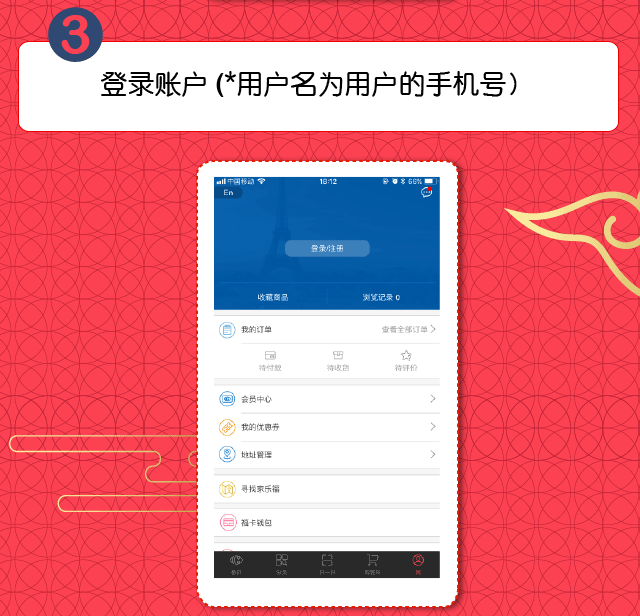 3
登录账户 (*用户名为用户的手机号）
中国移动
16:12
66%
En
登录/注册
收藏商品
浏览记录 0
我的订单
查看全部订单
待付款
待收货
待评价
会员中心
我的优惠券
地址管理
寻找家乐福
福卡钱包
分类
扫一扫
购物车